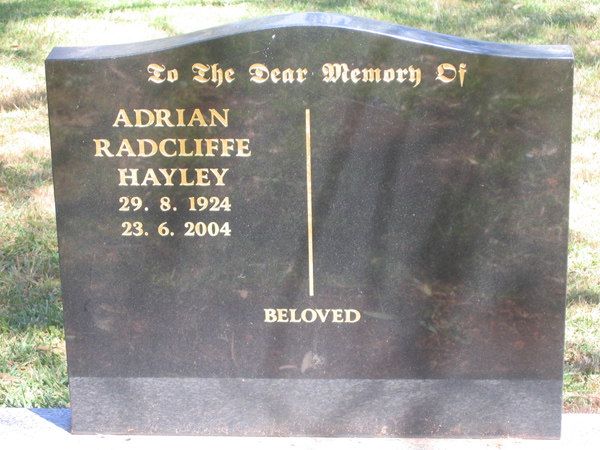 To The Dear Memory Of
ADRIAN
RADCLIFFE
HAYLEY
29. 8. 1924
23. 6. 2004
BELOVED